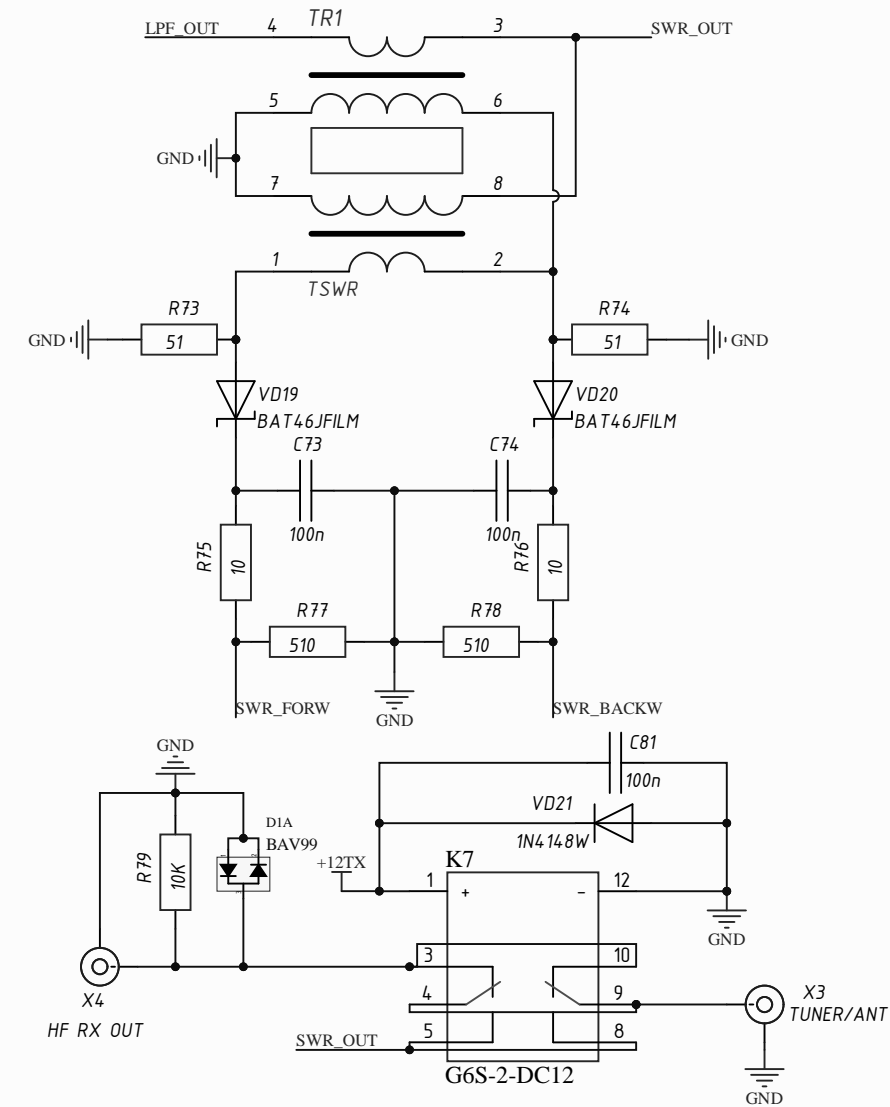 LPF_OUT 4 TR1 3 SWR_OUT
5 6
GND
7 8
1 2
TSWR
R73 R74
GND 51 51 GND
VD19 VD20
BAT46JFILM BAT46JFILM
C73 C74
100n 100n
R75 10 R76 10
R77 R78
510 510
SWR_FORW GND SWR_BACKW
GND C81
100n
D1A VD21
BAV99 1N4148W
R79 10K
+12TX K7
1 + − 12
GND
3 10
4 9
X4 X3
HF RX OUT TUNER/ANT
SWR_OUT 5 8
G6S-2-DC12
GND